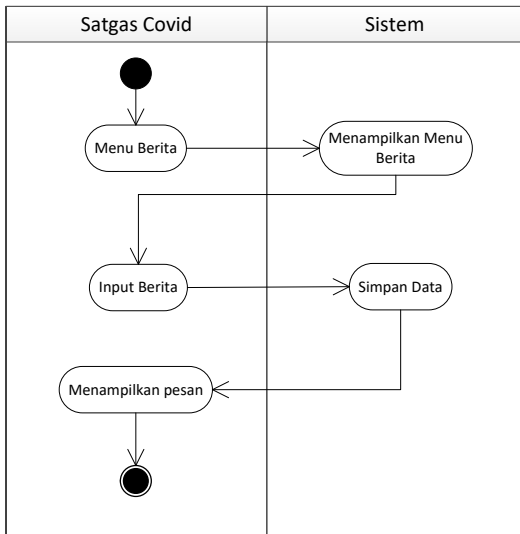 Satgas Covid
Sistem
Menu Berita
Menampilkan Menu
Berita
Input Berita
Simpan Data
Menampilkan pesan